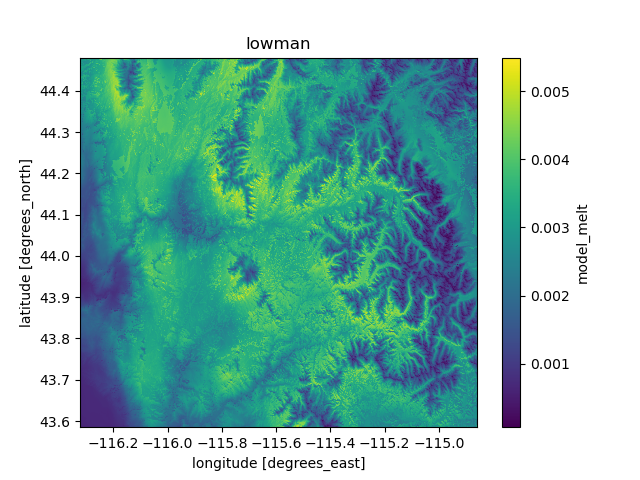 lowman
44.4
44.3
44.2
44.1
44.0
43.9
43.8
43.7
43.6
latitude [degrees_north]
−116.2 −116.0 −115.8 −115.6 −115.4 −115.2 −115.0
longitude [degrees_east]
0.005
0.004
0.003
0.002
0.001
model_melt